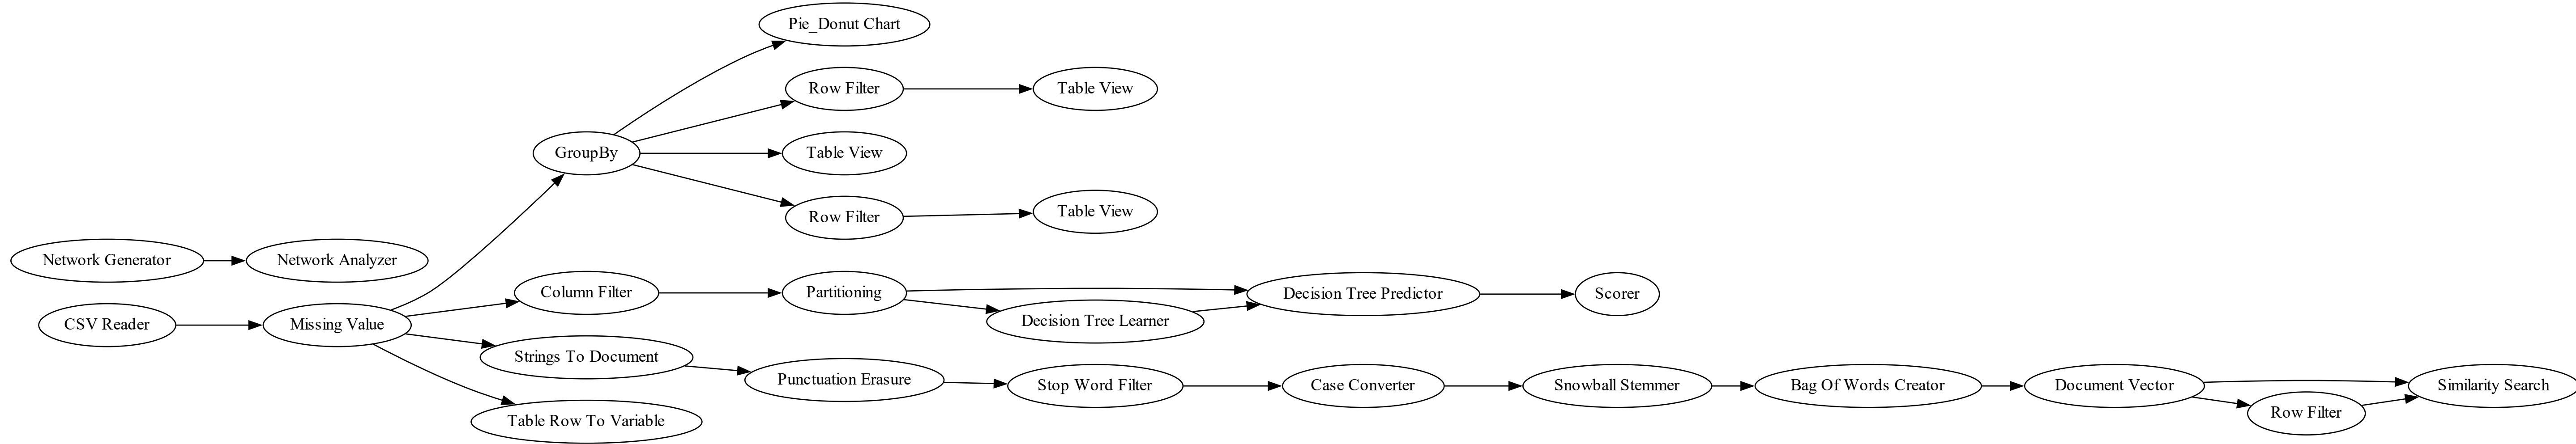 Pie_Donut Chart
Row Filter
Table View
GroupBy
Table View
Row Filter
Table View
Network Generator
Network Analyzer
Column Filter
Partitioning
Decision Tree Predictor
Scorer
CSV Reader
Missing Value
Decision Tree Learner
Strings To Document
Punctuation Erasure
Stop Word Filter
Case Converter
Snowball Stemmer
Bag Of Words Creator
Document Vector
Similarity Search
Row Filter
Table Row To Variable